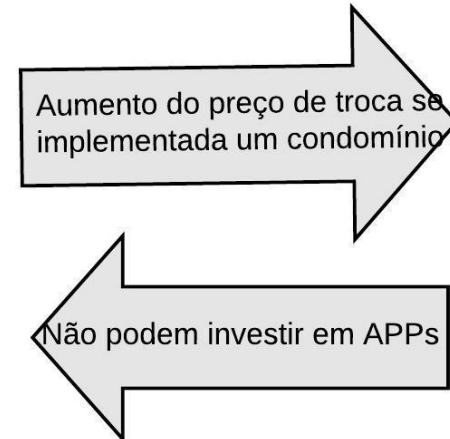 Aumento do preço de troca se
implementada um condomínio
Não podem investir em APPs